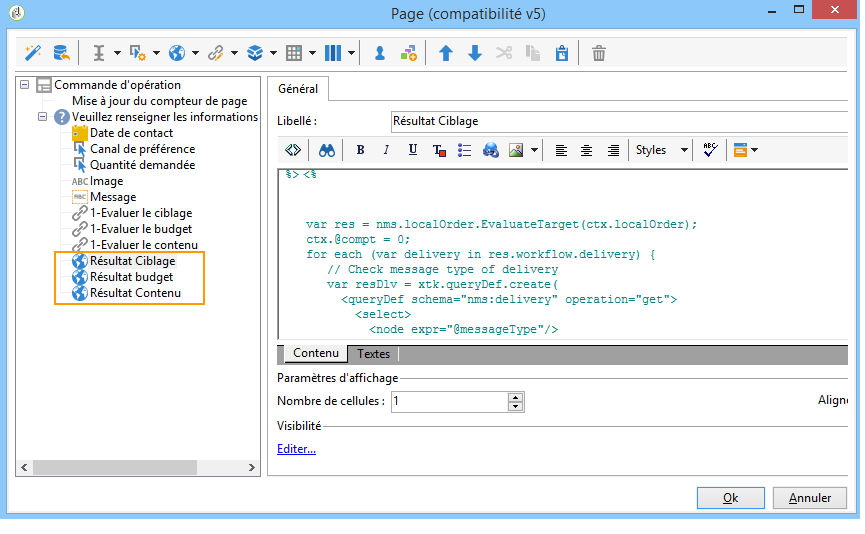 Page (compatibilité v5)
Commande d'opération
Mise à jour du compteur de page
Veuillez renseigner les informations
Date de contact
Canal de préférence
Quantité demandée
ABC Image
ABC Message
1-Evaluer le ciblage
1-Evaluer le budget
1-Evaluer le contenu
Résultat Ciblage
Résultat budget
Résultat Contenu
Général
Libellé :
Résultat Ciblage
B I U T Styles ABC
%> <%
var res = nms.localOrder.EvaluateTarget(ctx.localOrder);
ctx.@compt = 0;
for each (var delivery in res.workflow.delivery) {
// Check message type of delivery
var resDlv = xtk.queryDef.create(
<queryDef schema="nms:delivery" operation="get">
<select>
<node expr="@messageType"/>
Contenu Textes
Paramètres d'affichage
Nombre de cellules : 1
Aligne
Visibilité
Editer...
Ok Annuler